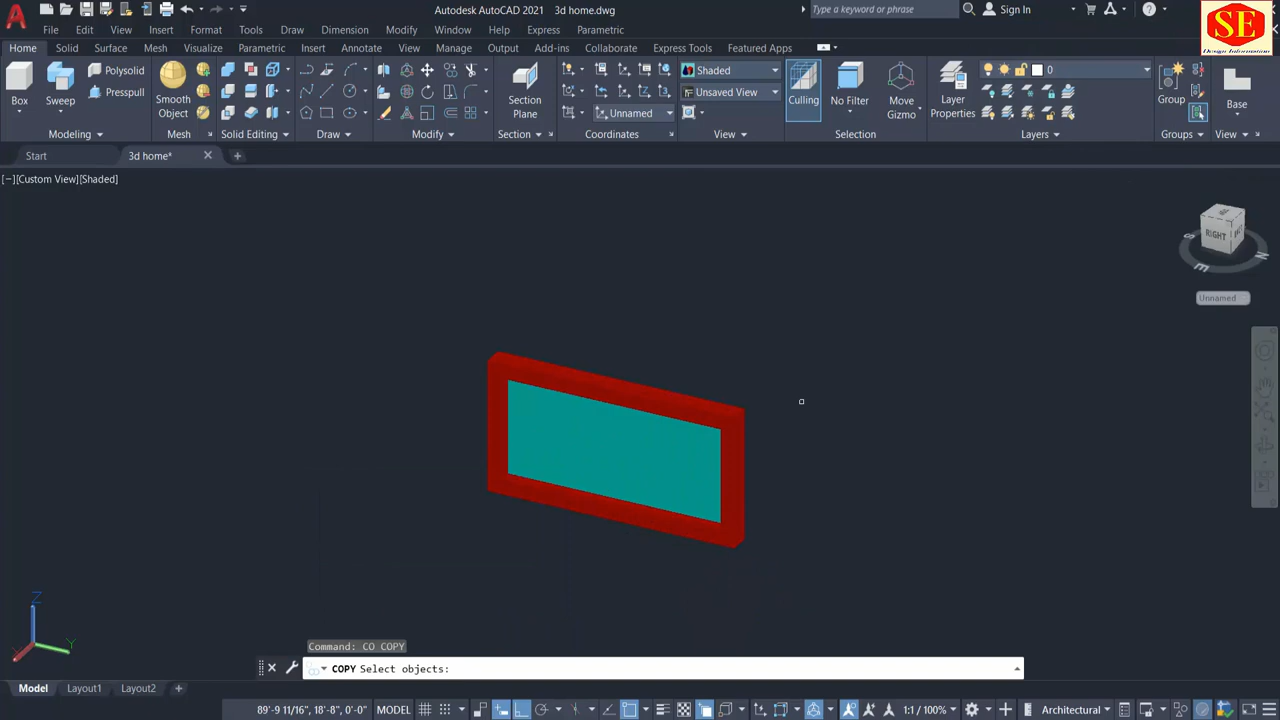 Autodesk AutoCAD 2021 3d home.dwg
Type a keyword or phrase
Sign In
SE
Design Information
File Edit View Insert Format Tools Draw Dimension Modify Window Help Express Parametric
Home Solid Surface Mesh Visualize Parametric Insert Annotate View Manage Output Add-ins Collaborate Express Tools Featured Apps
Box
Sweep
Polysolid
Presspull
Smooth
Object
Section
Plane
Unnamed
Shaded
Unsaved View
Culling
No Filter
Move
Gizmo
Layer
Properties
0
Group
Base
Modeling
Mesh
Solid Editing
Draw
Modify
Section
Coordinates
View
Selection
Layers
Groups
View
Start
3d home*
[−][Custom View][Shaded]
RIGHT
S
E
N
Unnamed
Z
Y
X
Command: CO COPY
COPY Select objects:
Model Layout1 Layout2
89'-9 11/16", 18'-8", 0'-0" MODEL
1:1 / 100%
Architectural